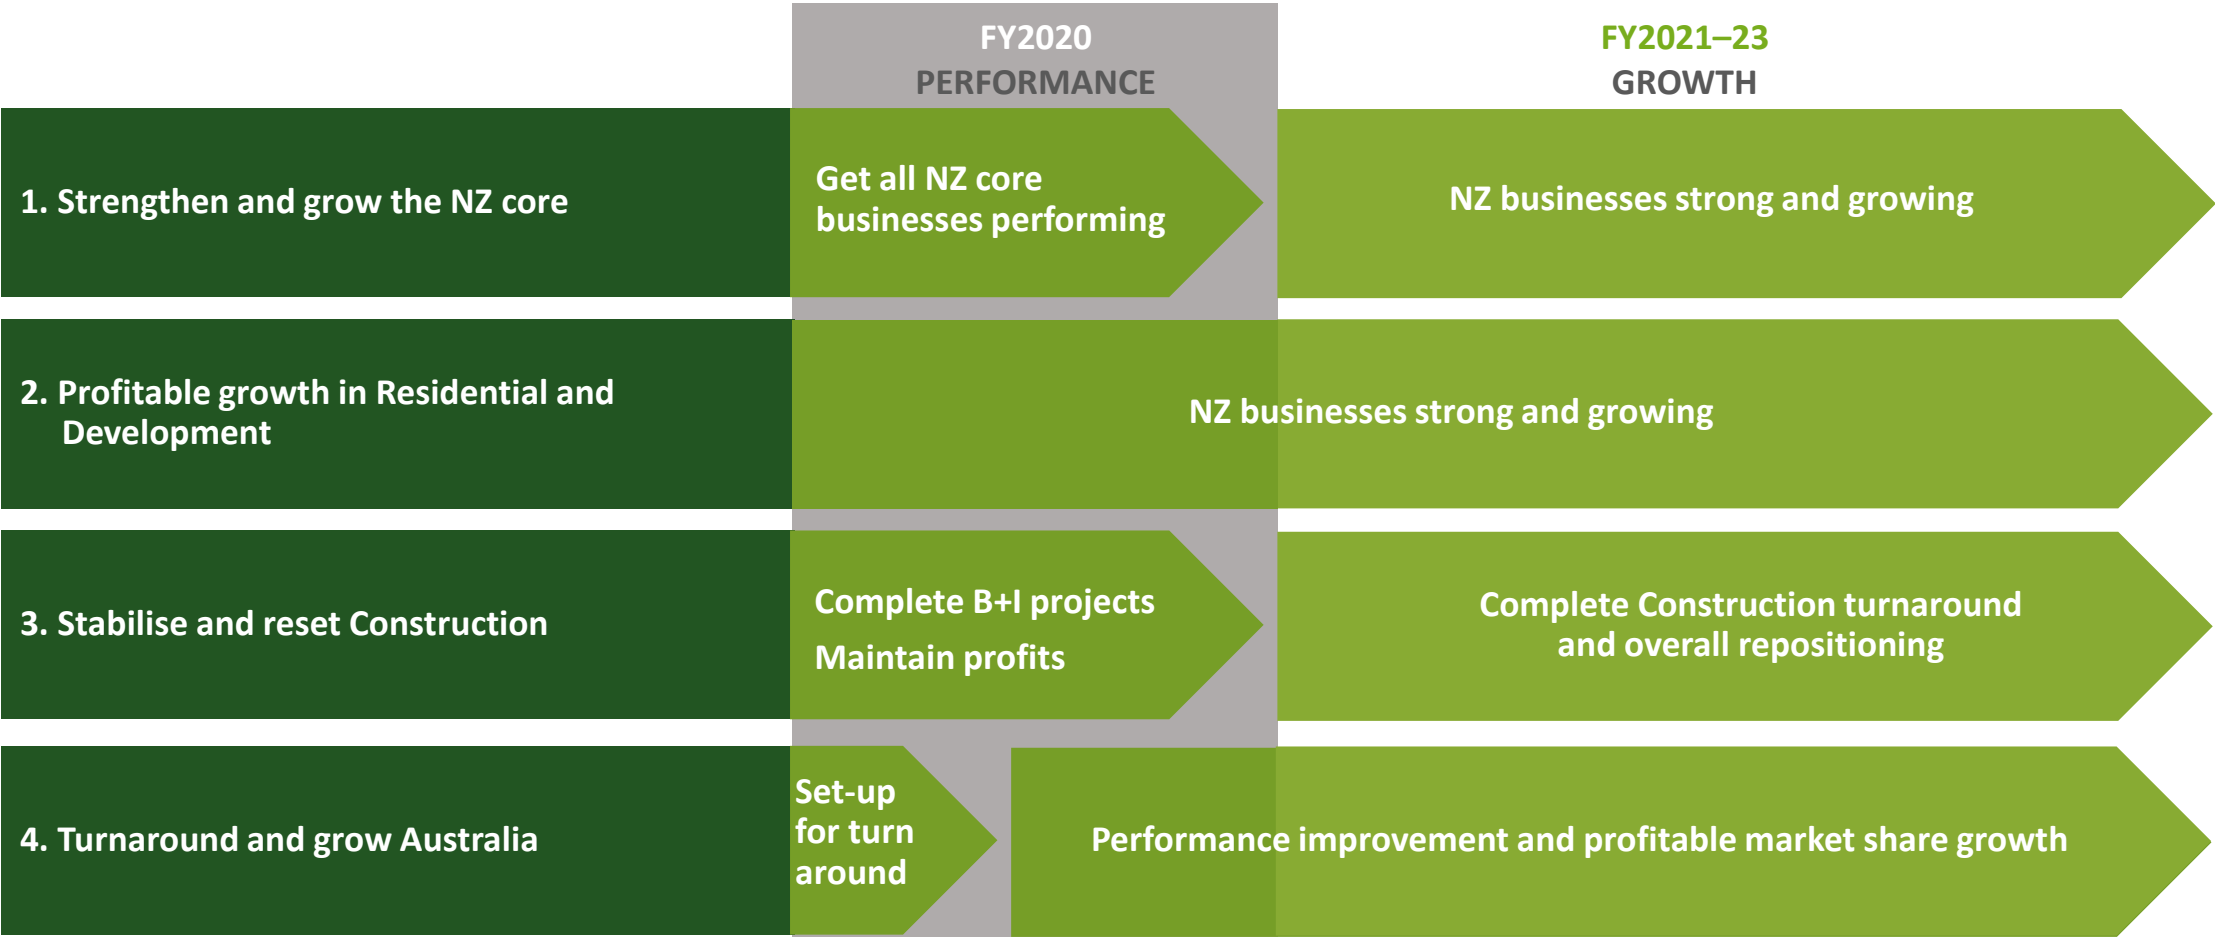 FY2020
PERFORMANCE
FY2021–23
GROWTH
1. Strengthen and grow the NZ core
Get all NZ core
businesses performing
NZ businesses strong and growing
2. Profitable growth in Residential and
Development
NZ businesses strong and growing
3. Stabilise and reset Construction
Complete B+I projects
Maintain profits
Complete Construction turnaround
and overall repositioning
4. Turnaround and grow Australia
Set-up
for turn
around
Performance improvement and profitable market share growth